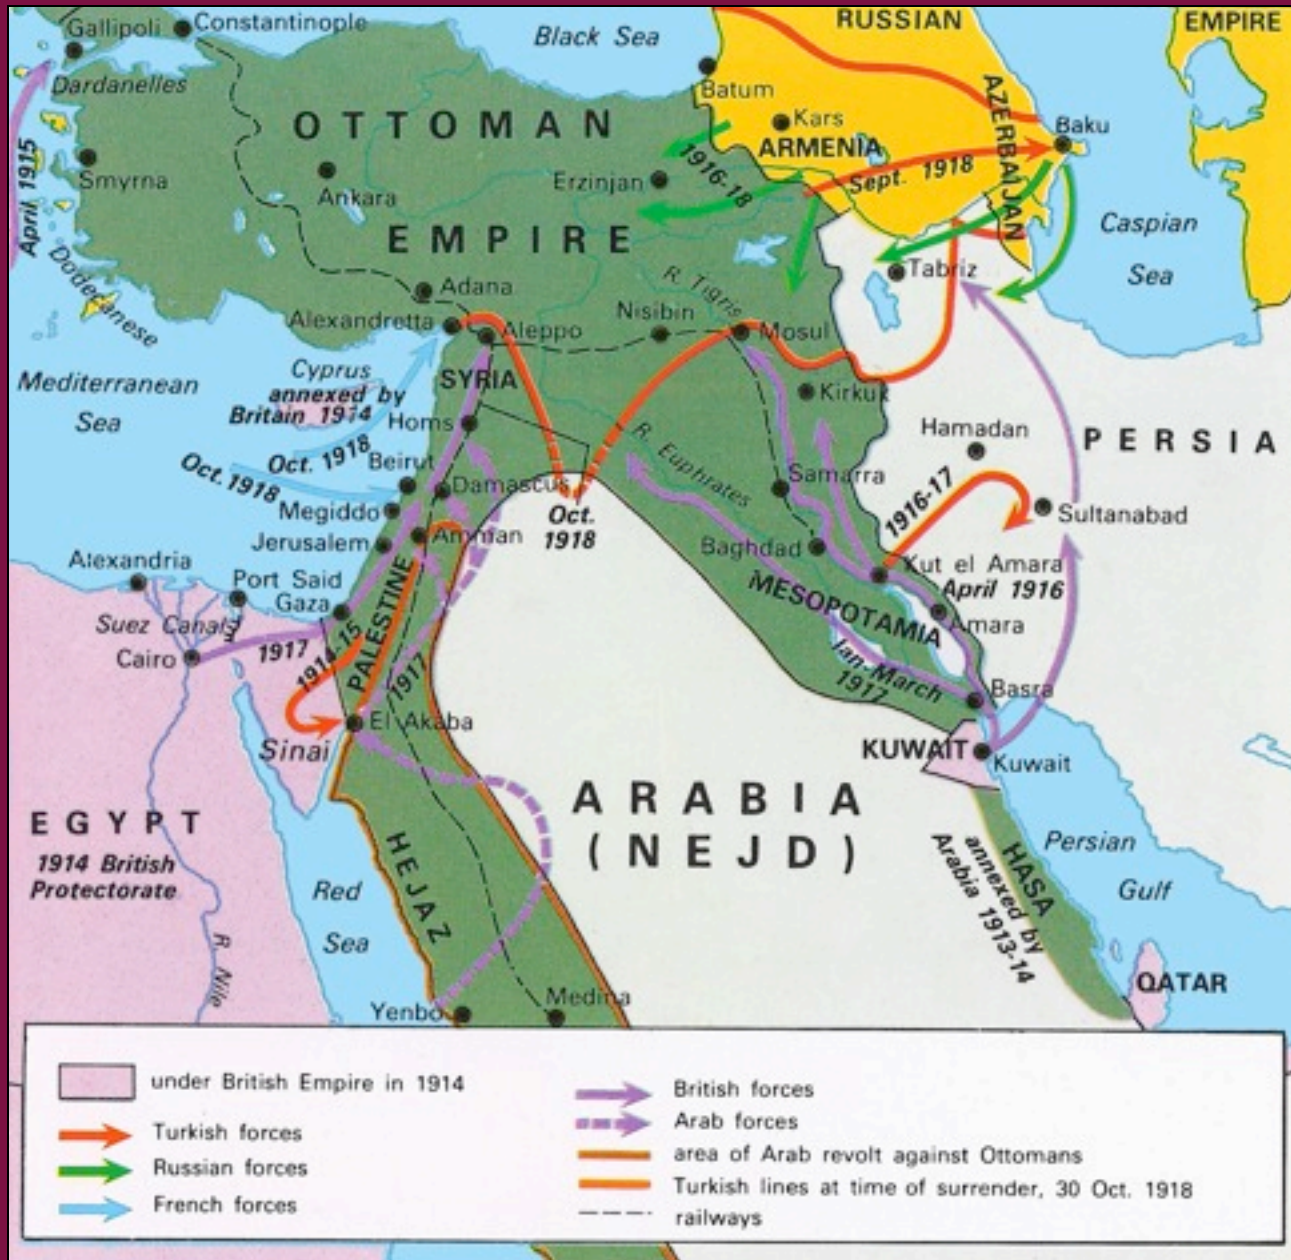 Gallipoli
Constantinople
Black Sea
RUSSIAN
EMPIRE
Dardanelles
Batum
AZERBAIJAN
OTTOMAN
Kars
ARMENIA
Baku
April 1915
Smyrna
Ankara
Erzinjan
1916-18
Sept. 1918
EMPIRE
Caspian
Sea
Dodecanese
Adana
R. Tigris
Tabriz
Alexandretta
Aleppo
Nisibin
Mosul
Mediterranean
Sea
Cyprus
annexed by
Britain 1914
SYRIA
Kirkuk
Homs
R. Euphrates
Hamadan
PERSIA
Oct. 1918
Oct. 1918
Beirut
Damascus
Samarra
1916-17
Megiddo
Oct.
1918
Sultanabad
Jerusalem
Amman
Baghdad
Alexandria
Port Said
Kut el Amara
April 1916
Gaza
PALESTINE
MESOPOTAMIA
Suez Canal
Amara
Cairo
1917
1914-15
1917
Jan-March
1917
Basra
El Akaba
Sinai
KUWAIT
Kuwait
ARABIA
(NEJD)
EGYPT
1914 British
Protectorate
HEJAZ
annexed by
Arabia 1913-14
HASA
Persian
Gulf
Red
Sea
R. Nile
QATAR
Yenbo
Medina
under British Empire in 1914
Turkish forces
Russian forces
French forces
British forces
Arab forces
area of Arab revolt against Ottomans
Turkish lines at time of surrender, 30 Oct. 1918
railways